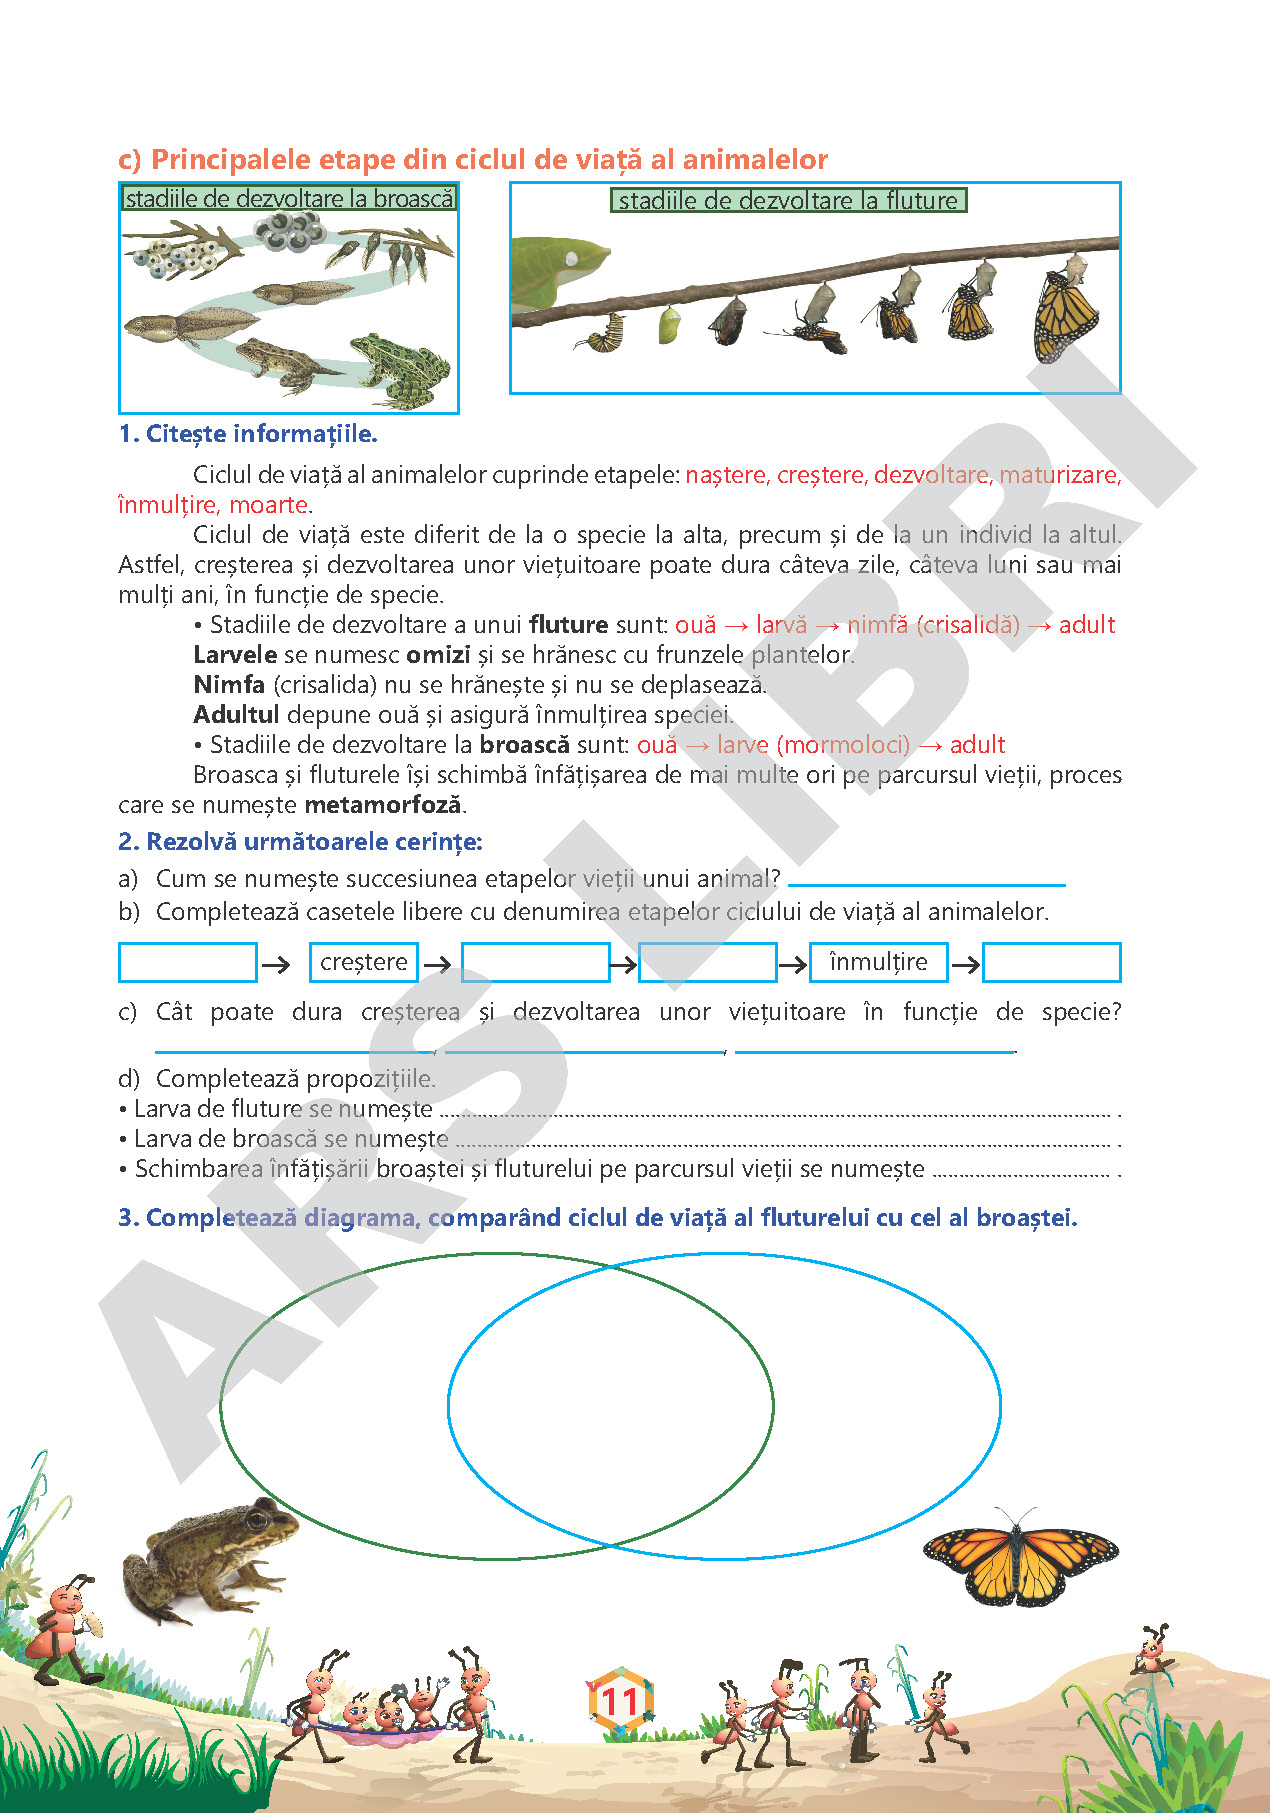 c) Principalele etape din ciclul de viață al animalelor
stadiile de dezvoltare la broască
stadiile de dezvoltare la fluture
1. Citește informațiile.
Ciclul de viață al animalelor cuprinde etapele: naștere, creștere, dezvoltare, maturizare,
înmulțire, moarte.
Ciclul de viață este diferit de la o specie la alta, precum și de la un individ la altul.
Astfel, creșterea și dezvoltarea unor viețuitoare poate dura câteva zile, câteva luni sau mai
mulți ani, în funcție de specie.
• Stadiile de dezvoltare a unui fluture sunt: ouă → larvă → nimfă (crisalidă) → adult
Larvele se numesc omizi și se hrănesc cu frunzele plantelor.
Nimfa (crisalida) nu se hrănește și nu se deplasează.
Adultul depune ouă și asigură înmulțirea speciei.
• Stadiile de dezvoltare la broască sunt: ouă → larve (mormoloci) → adult
Broasca și fluturele își schimbă înfățișarea de mai multe ori pe parcursul vieții, proces
care se numește metamorfoză.
2. Rezolvă următoarele cerințe:
a) Cum se numește succesiunea etapelor vieții unui animal?
b) Completează casetele libere cu denumirea etapelor ciclului de viață al animalelor.
→ creștere → → → înmulțire →
c) Cât poate dura creșterea și dezvoltarea unor viețuitoare în funcție de specie?
, , .
d) Completează propozițiile.
• Larva de fluture se numește .......................................................... .
• Larva de broască se numește .......................................................... .
• Schimbarea înfățișării broaștei și fluturelui pe parcursul vieții se numește ................................. .
3. Completează diagrama, comparând ciclul de viață al fluturelui cu cel al broaștei.
11
ARS LIBRI